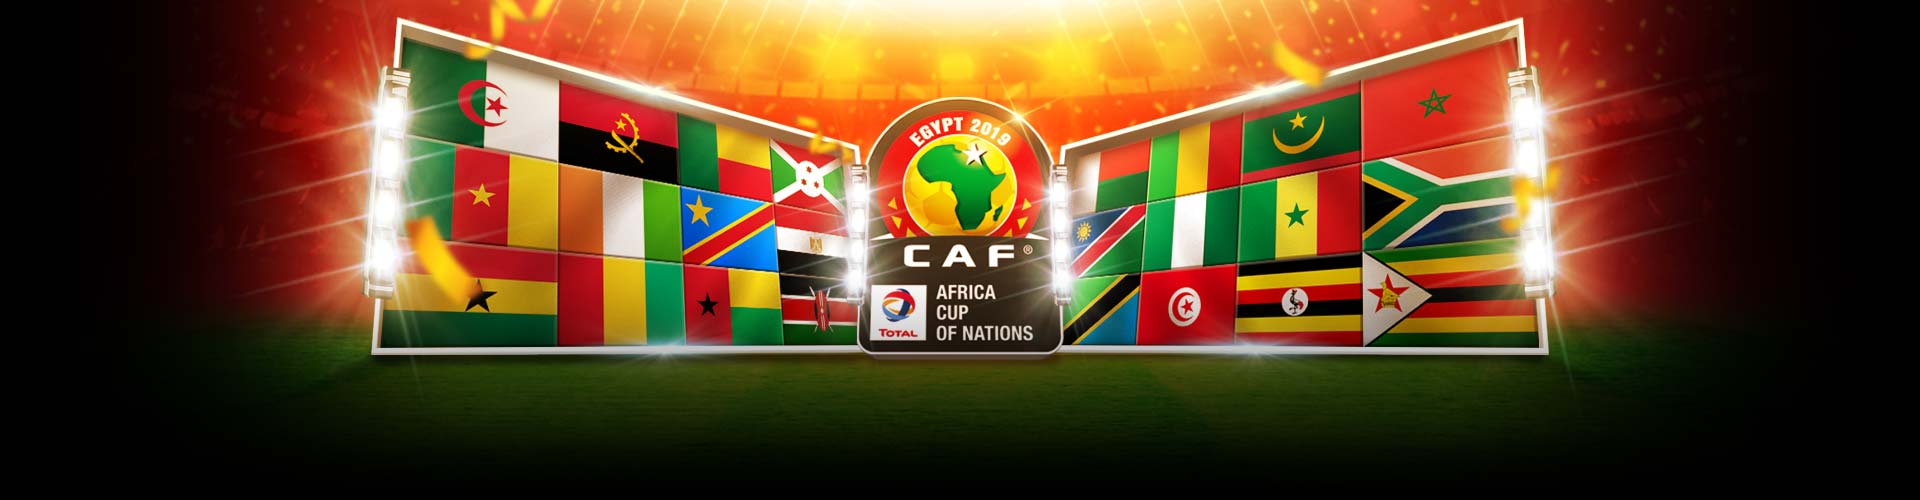 EGYPT 2019
CAF®
TOTAL
AFRICA
CUP
OF NATIONS